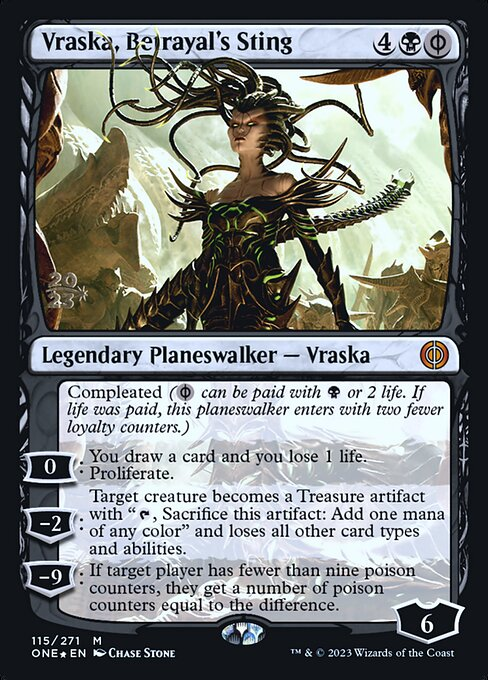 Vraska, Betrayal's Sting 4
2023
Legendary Planeswalker — Vraska
Compleated (Φ can be paid with or 2 life. If
life was paid, this planeswalker enters with two fewer
loyalty counters.)
0 : You draw a card and you lose 1 life.
Proliferate.
Target creature becomes a Treasure artifact
with “, Sacrifice this artifact: Add one mana
−2 : of any color” and loses all other card types
and abilities.
−9 : If target player has fewer than nine poison
counters, they get a number of poison
counters equal to the difference.
6
115/271 M
ONE★EN Chase Stone
™ & © 2023 Wizards of the Coast